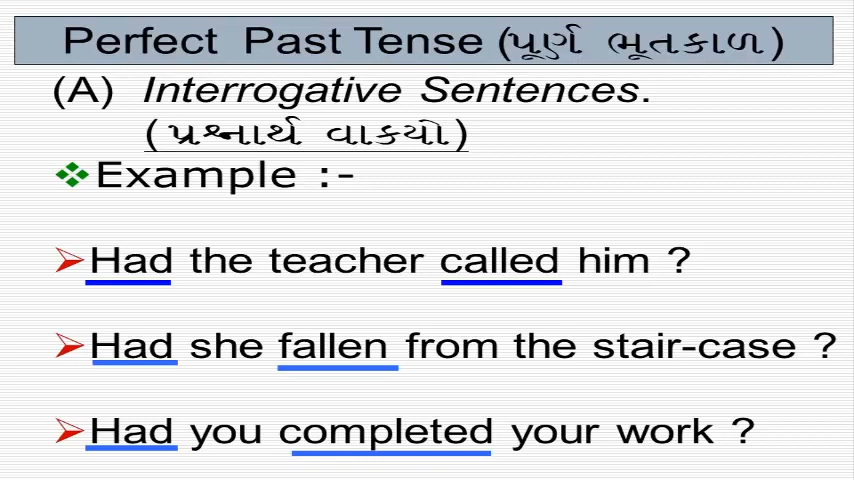 Perfect Past Tense (પૂર્ણ ભૂતકાળ)
(A) Interrogative Sentences.
(પ્રશ્નાર્થ વાકયો)
Example :-
Had the teacher called him ?
Had she fallen from the stair-case ?
Had you completed your work ?